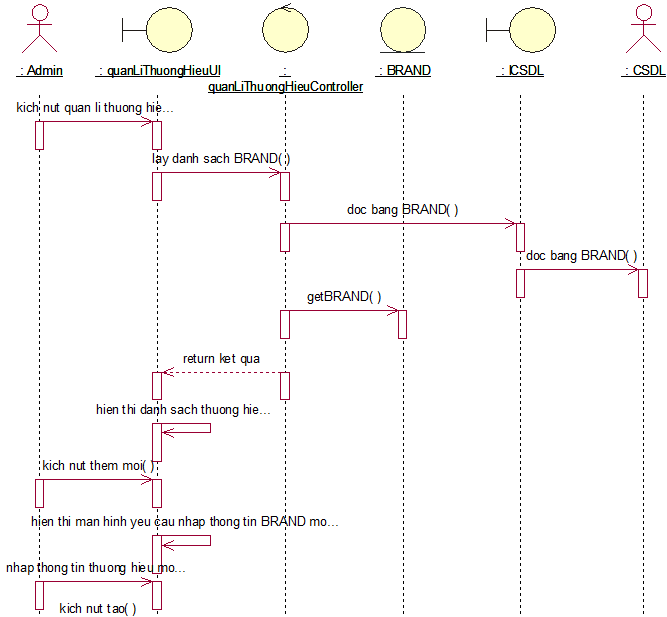 : Admin
: quanLiThuongHieuUI
:
quanLiThuongHieuController
: BRAND
: ICSDL
: CSDL
kich nut quan li thuong hie...
lay danh sach BRAND( )
doc bang BRAND( )
doc bang BRAND( )
getBRAND( )
return ket qua
hien thi danh sach thuong hie...
kich nut them moi( )
hien thi man hinh yeu cau nhap thong tin BRAND mo...
nhap thong tin thuong hieu mo...
kich nut tao( )